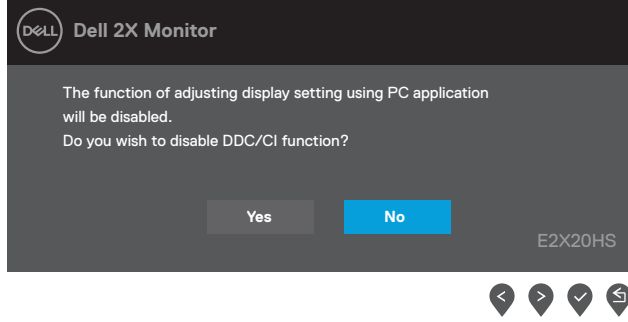 DELL Dell 2X Monitor
The function of adjusting display setting using PC application
will be disabled.
Do you wish to disable DDC/CI function?
Yes No
E2X20HS